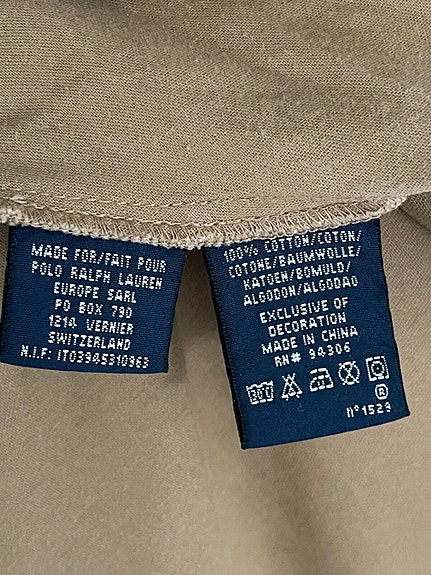 MADE FOR/FAIT POUR
POLO RALPH LAUREN
EUROPE SARL
PO BOX 790
1214 VERNIER
SWITZERLAND
N.I.F: IT03945310963
100% COTTON/COTON/
COTONE/BAUMWOLLE/
KATOEN/BOMULD/
ALGODON/ALGODAO
EXCLUSIVE OF
DECORATION
MADE IN CHINA
RN# 94306
30
®
n°1529